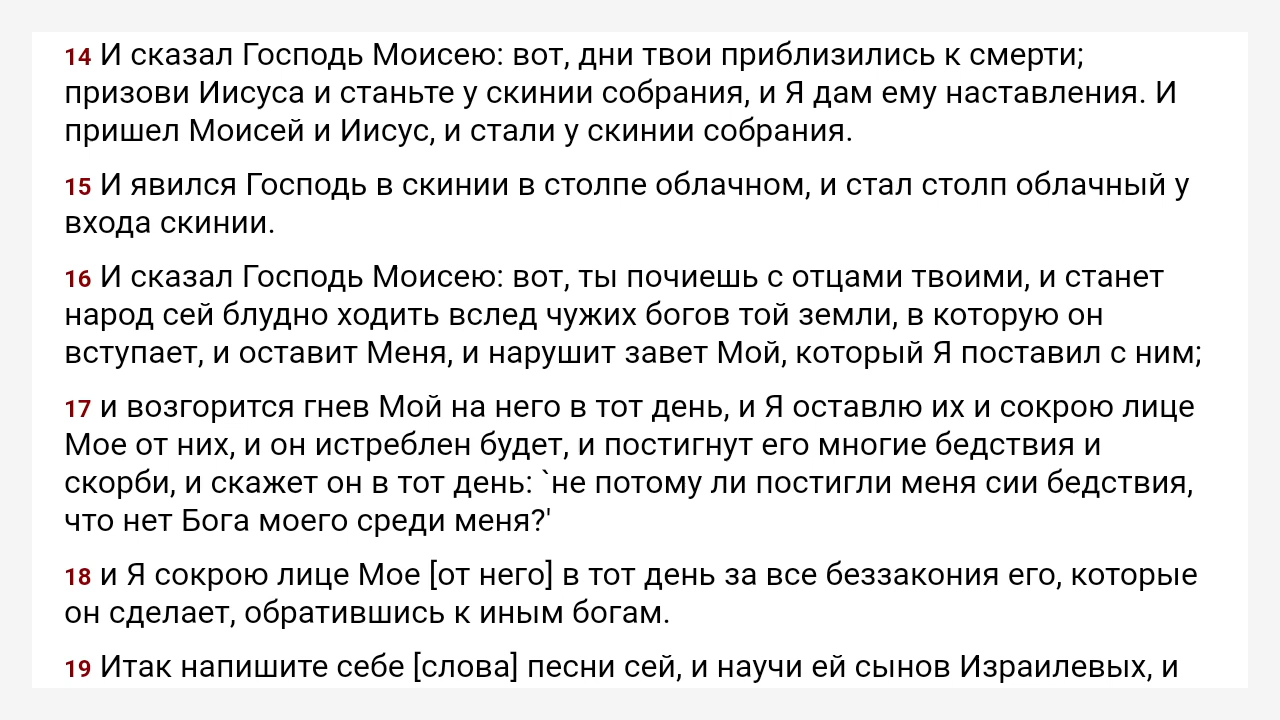 14 И сказал Господь Моисею: вот, дни твои приблизились к смерти;
призови Иисуса и станьте у скинии собрания, и Я дам ему наставления. И
пришел Моисей и Иисус, и стали у скинии собрания.
15 И явился Господь в скинии в столпе облачном, и стал столп облачный у
входа скинии.
16 И сказал Господь Моисею: вот, ты почиешь с отцами твоими, и станет
народ сей блудно ходить вслед чужих богов той земли, в которую он
вступает, и оставит Меня, и нарушит завет Мой, который Я поставил с ним;
17 и возгорится гнев Мой на него в тот день, и Я оставлю их и сокрою лице
Мое от них, и он истреблен будет, и постигнут его многие бедствия и
скорби, и скажет он в тот день: `не потому ли постигли меня сии бедствия,
что нет Бога моего среди меня?'
18 и Я сокрою лице Мое [от него] в тот день за все беззакония его, которые
он сделает, обратившись к иным богам.
19 Итак напишите себе [слова] песни сей, и научи ей сынов Израилевых, и